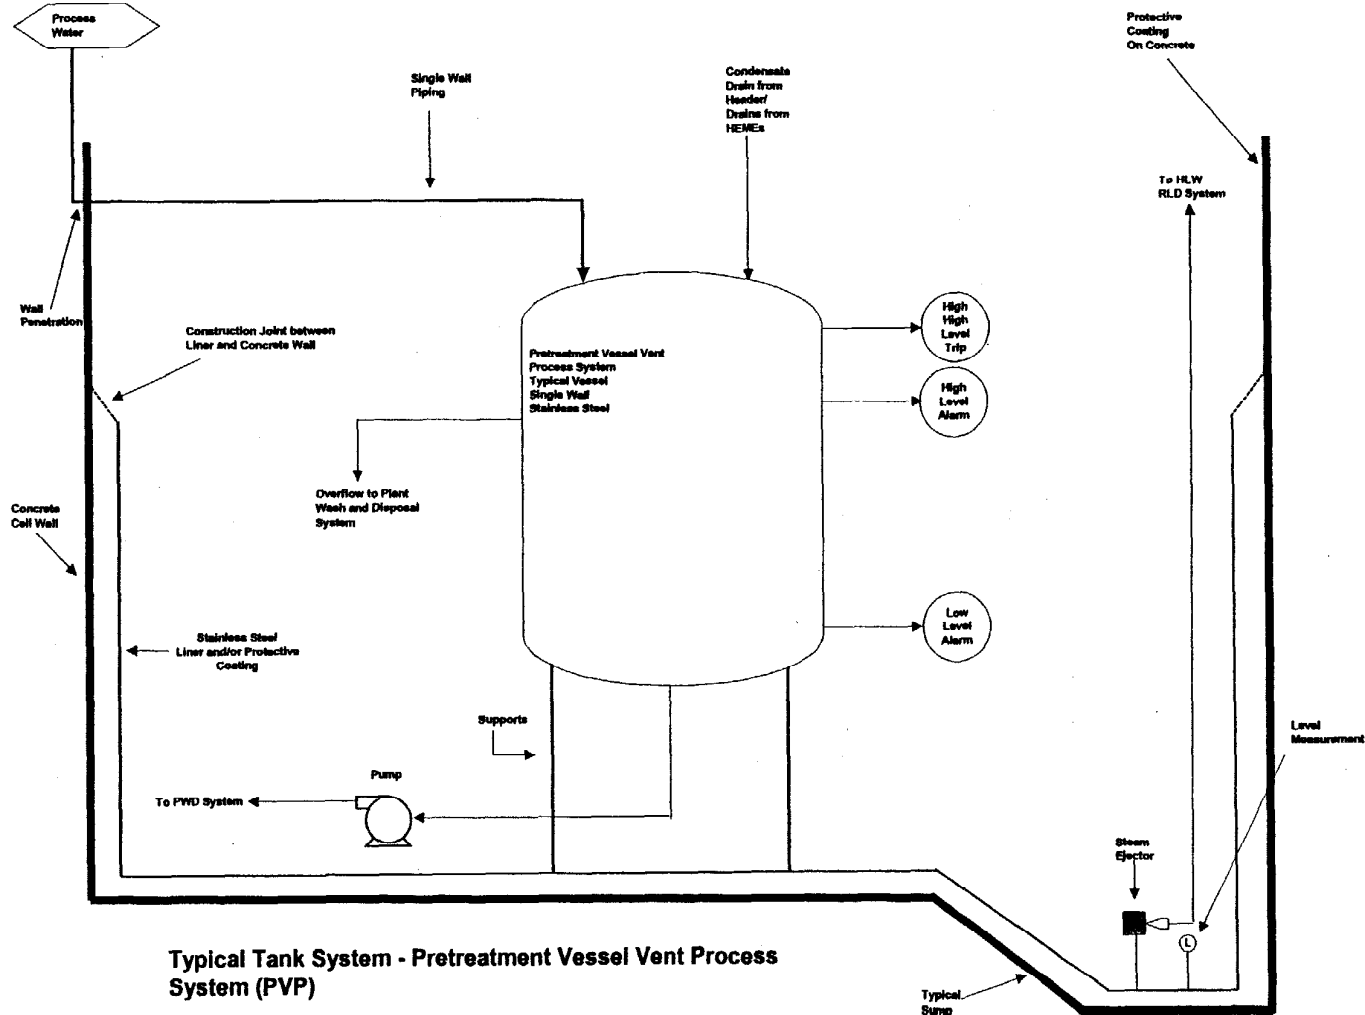 Process
Water
Protective
Coating
On Concrete
Single Wall
Piping
Condensate
Drain from
Header/
Drains from
HEMEs
To HLW
RLD System
Wall
Penetration
Construction Joint between
Liner and Concrete Wall
High
High
Level
Trip
Pretreatment Vessel Vent
Process System
Typical Vessel
Single Wall
Stainless Steel
High
Level
Alarm
Overflow to Plant
Wash and Disposal
System
Concrete
Cell Wall
Low
Level
Alarm
Stainless Steel
Liner and/or Protective
Coating
Supports
Level
Measurement
Pump
To PWD System
Steam
Ejector
L
Typical Tank System - Pretreatment Vessel Vent Process
System (PVP)
Typical
Sump